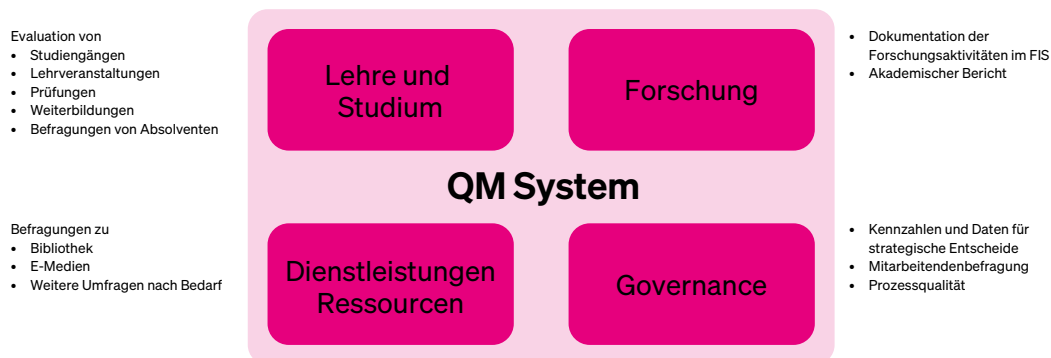 Evaluation von
• Studiengängen
• Lehrveranstaltungen
• Prüfungen
• Weiterbildungen
• Befragungen von Absolventen
Lehre und
Studium
Forschung
• Dokumentation der
Forschungsaktivitäten im FIS
• Akademischer Bericht
QM System
Befragungen zu
• Bibliothek
• E-Medien
• Weitere Umfragen nach Bedarf
Dienstleistungen
Ressourcen
Governance
• Kennzahlen und Daten für
strategische Entscheide
• Mitarbeitendenbefragung
• Prozessqualität